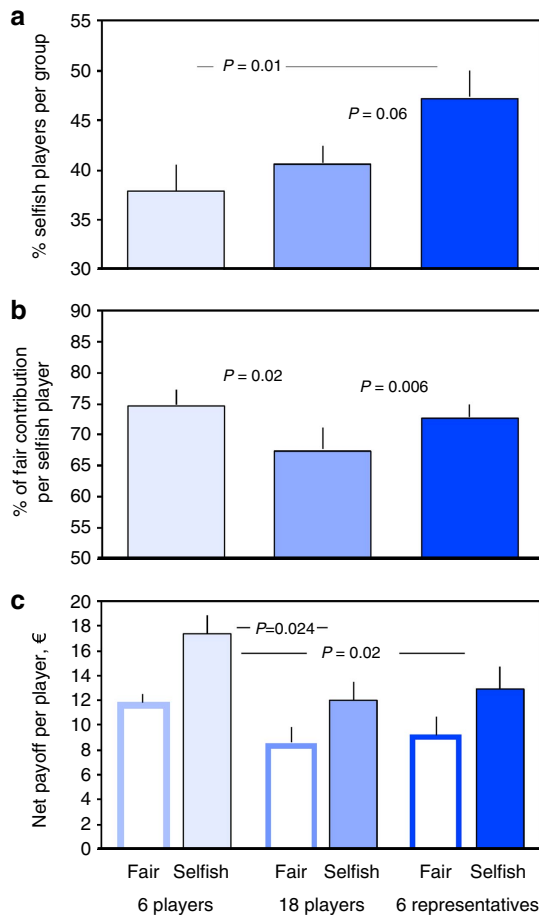 a
% selfish players per group
55
50
45
40
35
30
P = 0.01
P = 0.06
b
% of fair contribution
per selfish player
90
85
80
75
70
65
60
55
50
P = 0.02
P = 0.006
c
Net payoff per player, €
20
18
16
14
12
10
8
6
4
2
0
P=0.024
P = 0.02
Fair Selfish Fair Selfish Fair Selfish
6 players 18 players 6 representatives